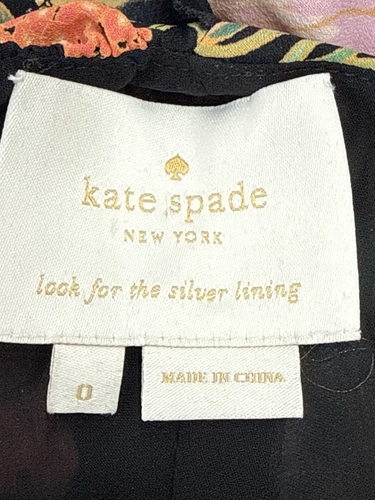 kate spade
NEW YORK
look for the silver lining
0
MADE IN CHINA